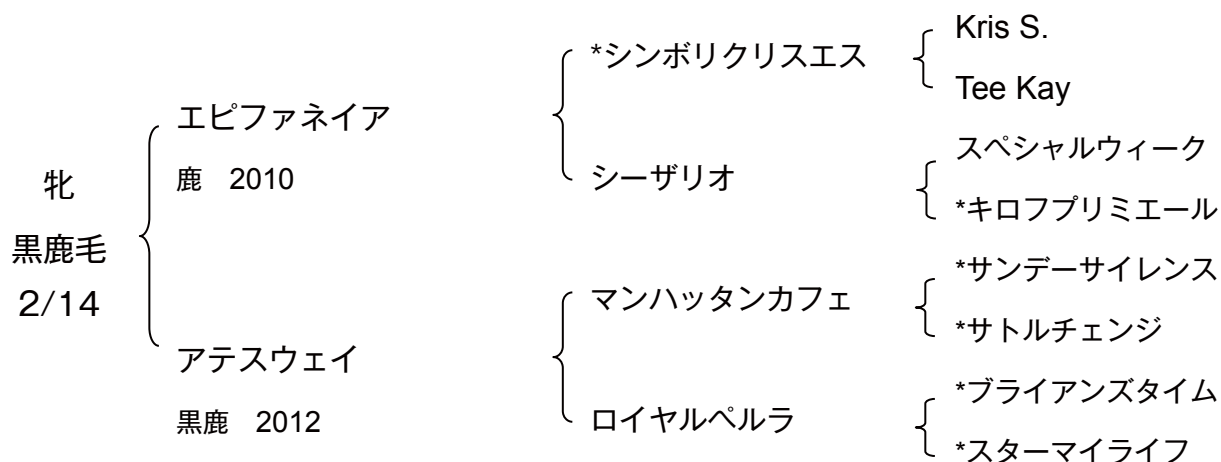 牝
黒鹿毛
2/14
エピファネイア
鹿 2010
アテスウェイ
黒鹿 2012
*シンボリクリスエス
シーザリオ
マンハッタンカフェ
ロイヤルペルラ
Kris S.
Tee Kay
スペシャルウィーク
*キロフプリミエール
*サンデーサイレンス
*サトルチェンジ
*ブライアンズタイム
*スターマイライフ